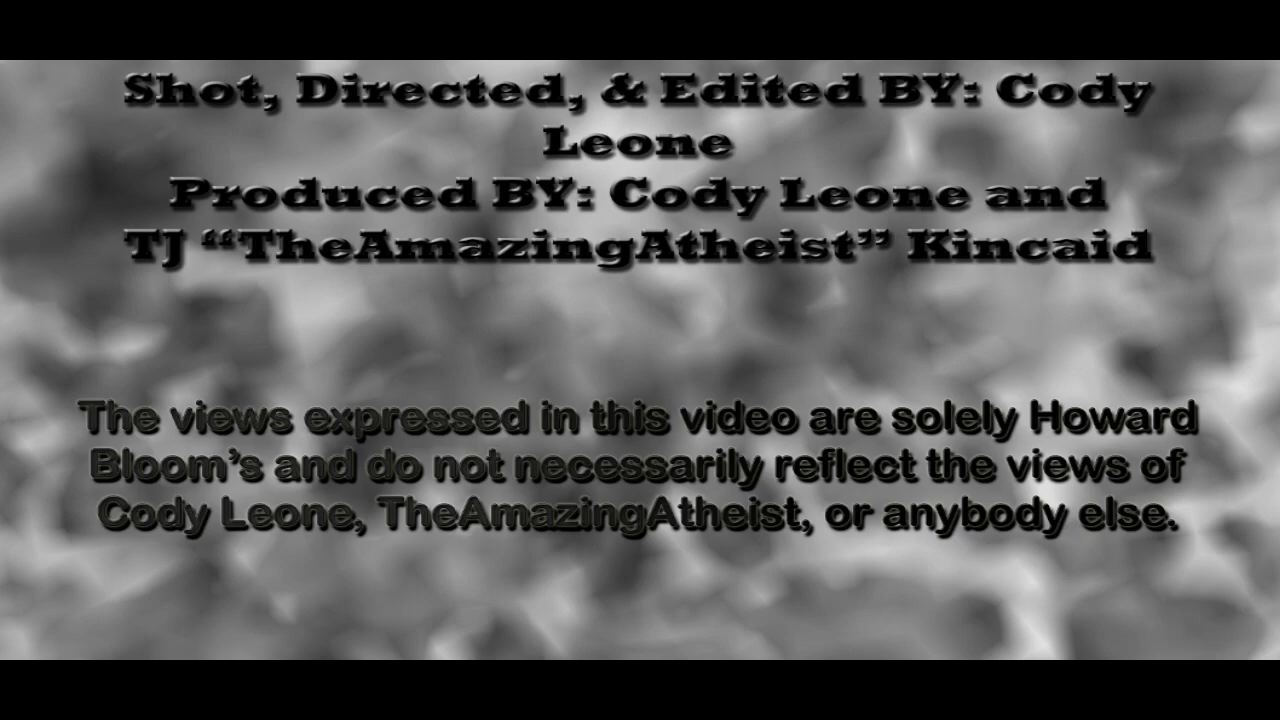 Shot, Directed, & Edited BY: Cody
Leone
Produced BY: Cody Leone and
TJ “TheAmazingAtheist” Kincaid
The views expressed in this video are solely Howard
Bloom’s and do not necessarily reflect the views of
Cody Leone, TheAmazingAtheist, or anybody else.